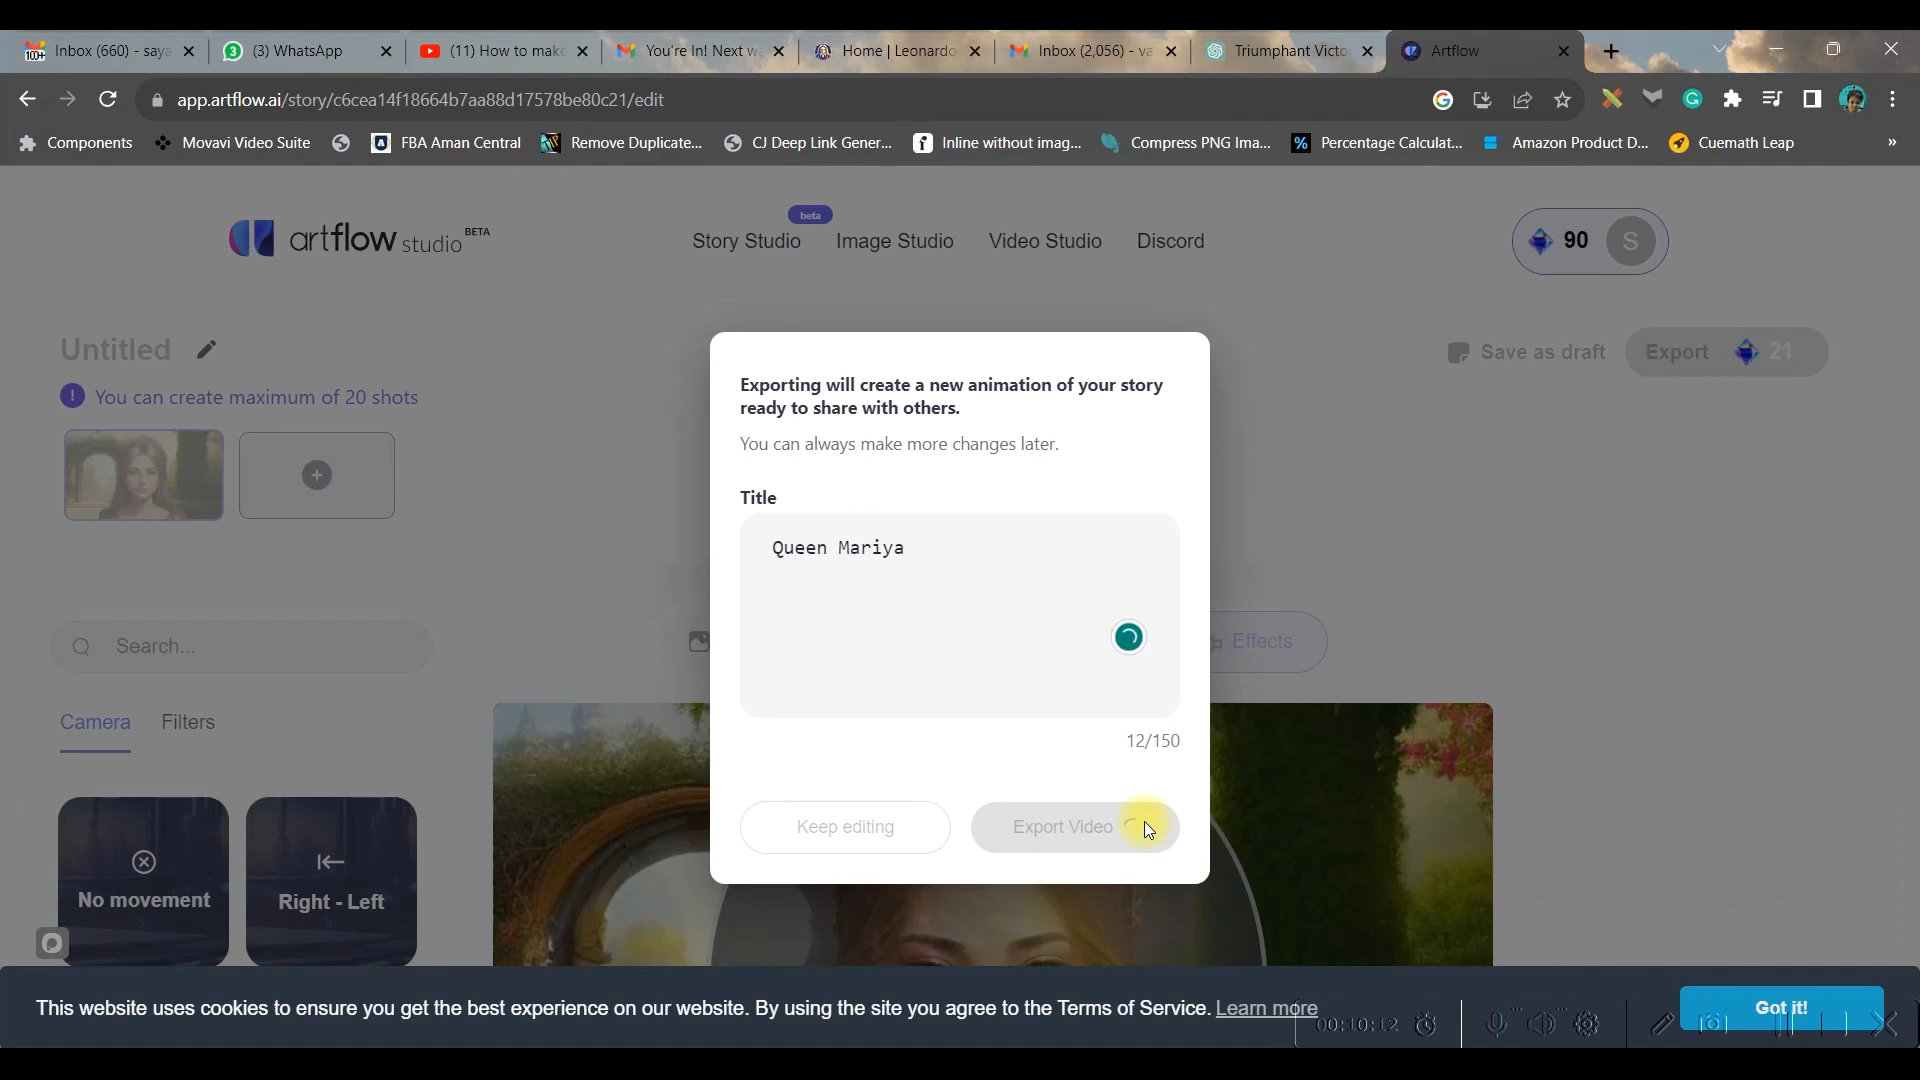 100+ Inbox (660) - saya
3 (3) WhatsApp
(11) How to make
You're In! Next w
Home | Leonardo
Inbox (2,056) - va
Triumphant Victo
Artflow
app.artflow.ai/story/c6cea14f18664b7aa88d17578be80c21/edit
Components
Movavi Video Suite
FBA Aman Central
Remove Duplicate...
CJ Deep Link Gener...
Inline without imag...
Compress PNG Ima...
% Percentage Calculat...
Amazon Product D...
Cuemath Leap
»
artflow studio BETA
beta
Story Studio
Image Studio
Video Studio
Discord
90 S
Untitled
Save as draft
Export 21
! You can create maximum of 20 shots
Exporting will create a new animation of your story
ready to share with others.
You can always make more changes later.
Title
Queen Mariya
12/150
Keep editing
Export Video
Search...
Effects
Camera
Filters
No movement
Right - Left
This website uses cookies to ensure you get the best experience on our website. By using the site you agree to the Terms of Service. Learn more
Got it!
00:10:12